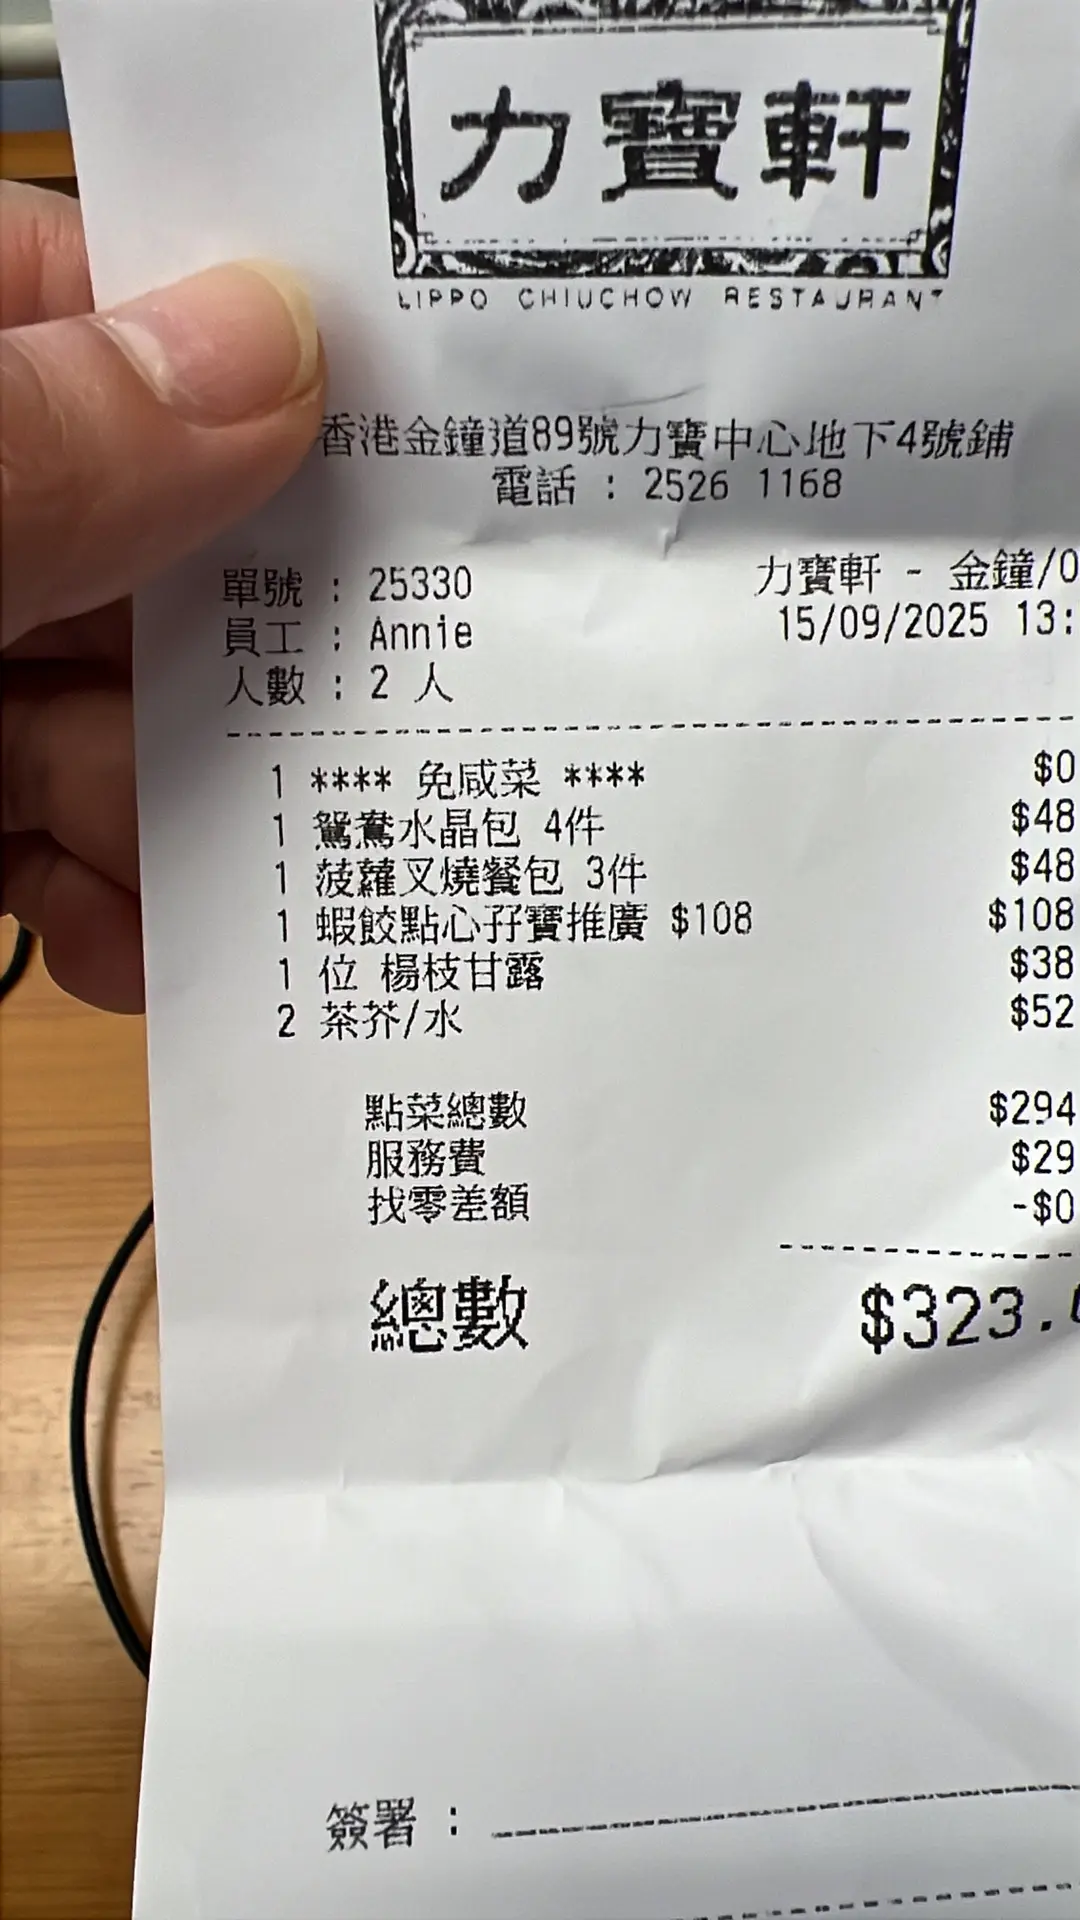 力寶軒
LIPPO CHIUCHOW RESTAURANT
香港金鐘道89號力寶中心地下4號鋪
電話 : 2526 1168
單號 : 25330 力寶軒 - 金鐘/0
員工 : Annie 15/09/2025 13:
人數 : 2 人
1 **** 免咸菜 **** $0
1 鴛鴦水晶包 4件 $48
1 菠蘿叉燒餐包 3件 $48
1 蝦餃點心孖寶推廣 $108 $108
1 位 楊枝甘露 $38
2 茶芥/水 $52
點菜總數 $294
服務費 $29
找零差額 -$0
總數 $323.
簽署 :